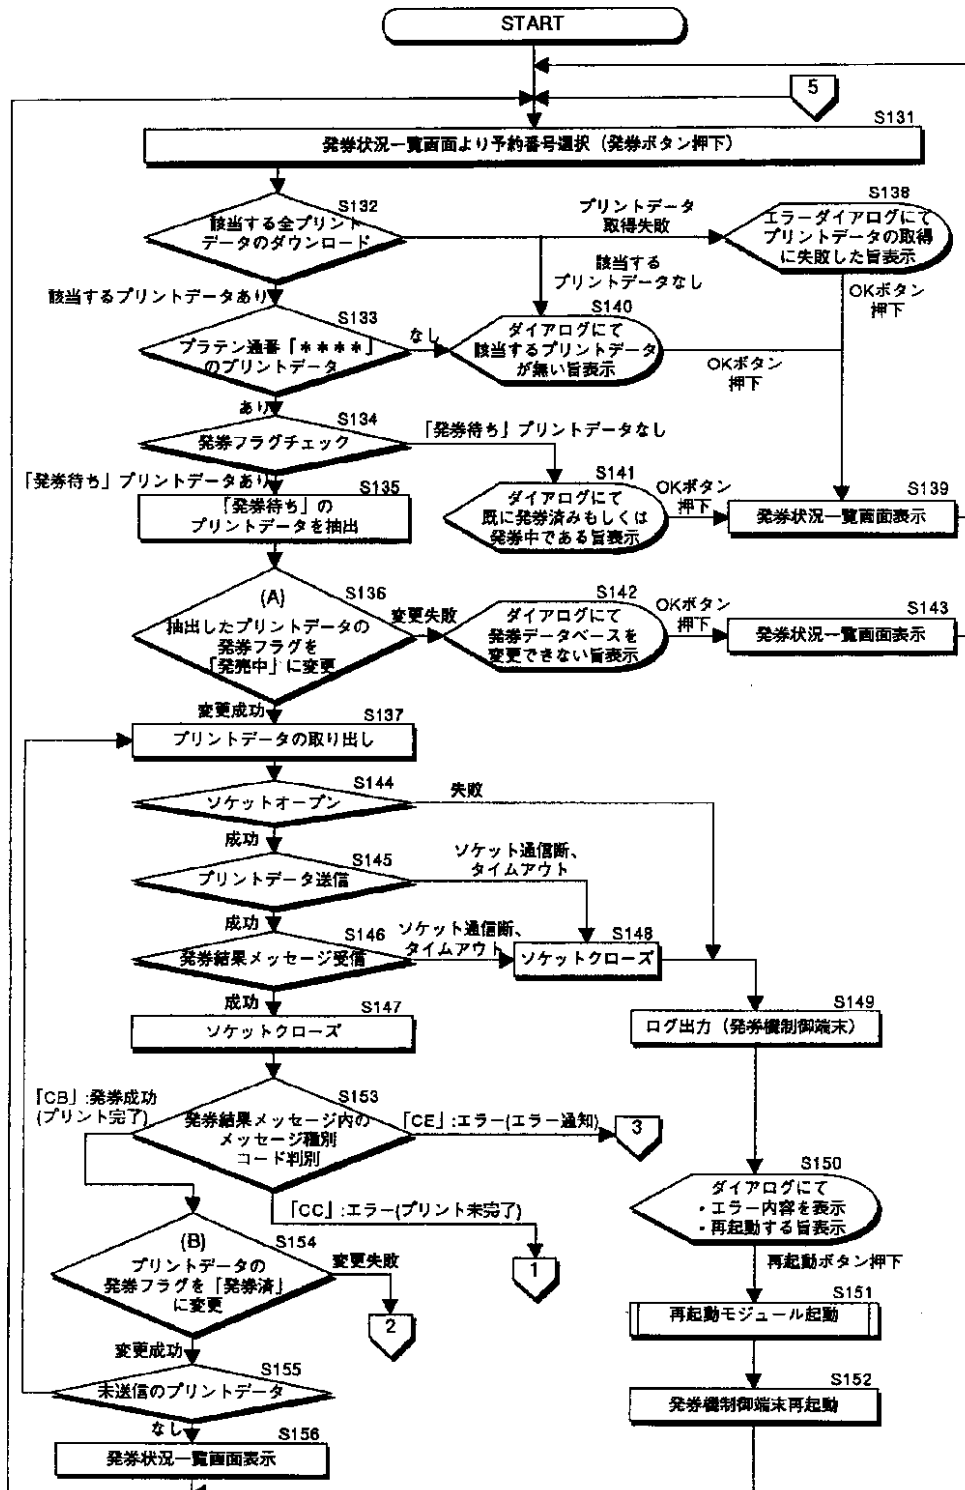 START
5
S131
発券状況一覧画面より予約番号選択（発券ボタン押下）
S132
該当する全プリント
データのダウンロード
プリントデータ
取得失敗
S138
エラーダイアログにて
プリントデータの取得
に失敗した旨表示
該当する
プリントデータなし
該当するプリントデータあり
OKボタン
押下
S133
プラテン通番「＊＊＊＊」
のプリントデータ
なし
S140
ダイアログにて
該当するプリントデータ
が無い旨表示
OKボタン
押下
あり
S134
発券フラグチェック
「発券待ち」プリントデータなし
「発券待ち」プリントデータあり
S135
「発券待ち」の
プリントデータを抽出
S141
ダイアログにて
既に発券済みもしくは
発券中である旨表示
OKボタン
押下
S139
発券状況一覧画面表示
S136
(A)
抽出したプリントデータの
発券フラグを
「発売中」に変更
変更失敗
S142
ダイアログにて
発券データベースを
変更できない旨表示
OKボタン
押下
S143
発券状況一覧画面表示
変更成功
S137
プリントデータの取り出し
S144
ソケットオープン
失敗
成功
S145
プリントデータ送信
ソケット通信断、
タイムアウト
成功
S146
発券結果メッセージ受信
ソケット通信断、
タイムアウト
S148
ソケットクローズ
成功
S147
ソケットクローズ
S149
ログ出力（発券機制御端末）
「CB」:発券成功
(プリント完了)
S153
発券結果メッセージ内の
メッセージ種別
コード判別
「CE」:エラー(エラー通知)
3
S150
ダイアログにて
・エラー内容を表示
・再起動する旨表示
「CC」:エラー(プリント未完了)
1
再起動ボタン押下
S154
(B)
プリントデータの
発券フラグを「発券済」
に変更
変更失敗
2
S151
再起動モジュール起動
変更成功
S155
未送信のプリントデータ
S152
発券機制御端末再起動
なし
S156
発券状況一覧画面表示